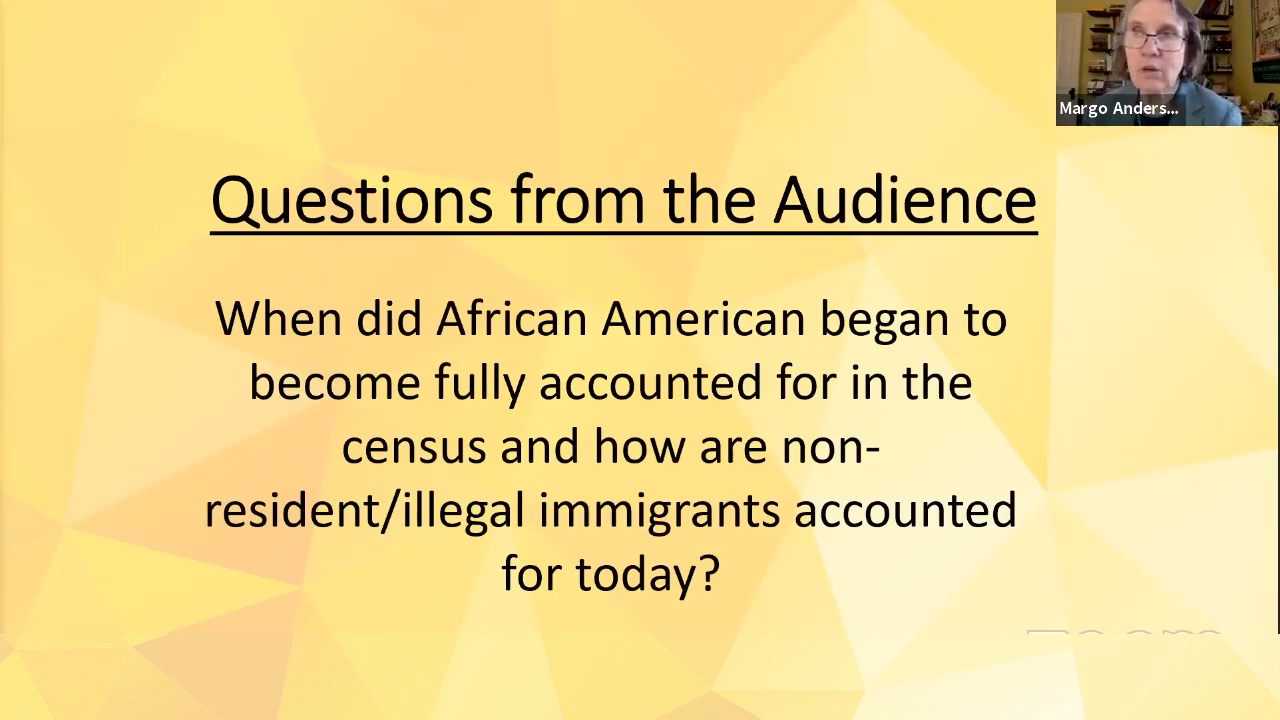 Margo Anders...
Questions from the Audience
When did African American began to
become fully accounted for in the
census and how are non-
resident/illegal immigrants accounted
for today?